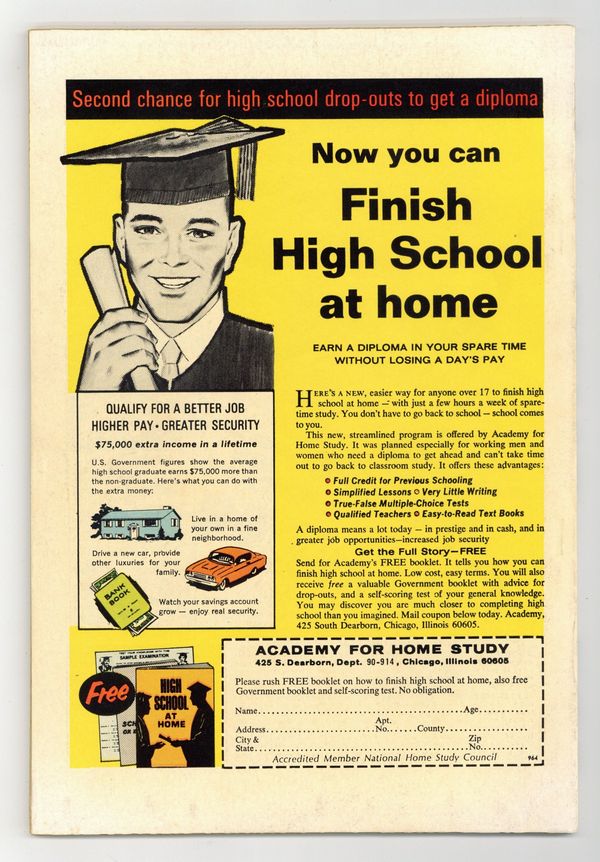 Second chance for high school drop-outs to get a diploma
Now you can
Finish
High School
at home
EARN A DIPLOMA IN YOUR SPARE TIME
WITHOUT LOSING A DAY'S PAY
QUALIFY FOR A BETTER JOB
HIGHER PAY • GREATER SECURITY
$75,000 extra income in a lifetime
U.S. Government figures show the average
high school graduate earns $75,000 more than
the non-graduate. Here's what you can do with
the extra money:
Live in a home of
your own in a fine
neighborhood.
Drive a new car, provide
other luxuries for your
family.
BANK
BOOK
Watch your savings account
grow — enjoy real security.
HERE'S A NEW, easier way for anyone over 17 to finish high
school at home — with just a few hours a week of spare-
time study. You don't have to go back to school — school comes
to you.
This new, streamlined program is offered by Academy for
Home Study. It was planned especially for working men and
women who need a diploma to get ahead and can't take time
out to go back to classroom study. It offers these advantages:
Full Credit for Previous Schooling
Simplified Lessons Very Little Writing
True-False Multiple-Choice Tests
Qualified Teachers Easy-to-Read Text Books
A diploma means a lot today — in prestige and in cash, and in
greater job opportunities—increased job security
Get the Full Story—FREE
Send for Academy's FREE booklet. It tells you how you can
finish high school at home. Low cost, easy terms. You will also
receive free a valuable Government booklet with advice for
drop-outs, and a self-scoring test of your general knowledge.
You may discover you are much closer to completing high
school than you imagined. Mail coupon below today. Academy,
425 South Dearborn, Chicago, Illinois 60605.
SAMPLE EXAMINATION
Free
HIGH
SCHOOL
AT
HOME
ACADEMY FOR HOME STUDY
425 S. Dearborn, Dept. 90-914, Chicago, Illinois 60605
Please rush FREE booklet on how to finish high school at home, also free
Government booklet and self-scoring test. No obligation.
Name Age
Address Apt. No. County
City & State Zip No.
Accredited Member National Home Study Council 964